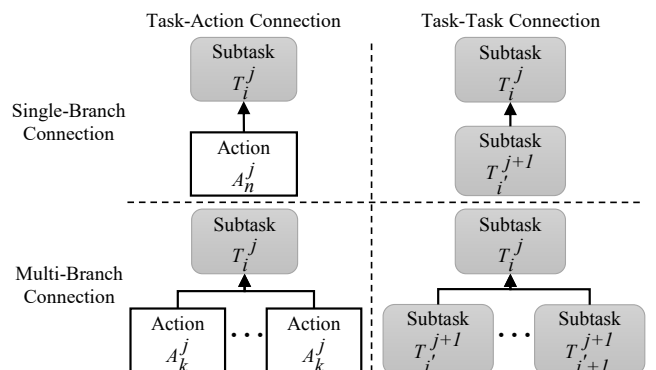 Task-Action Connection Task-Task Connection
Subtask Subtask
T_i^j T_i^j
Single-Branch
Connection
Action Subtask
A_n^j T_{i'}^{j+1}
Subtask Subtask
T_i^j T_i^j
Multi-Branch
Connection
Action ... Action Subtask ... Subtask
A_k^j A_k^j T_{i'}^{j+1} T_{i'+1}^{j+1}